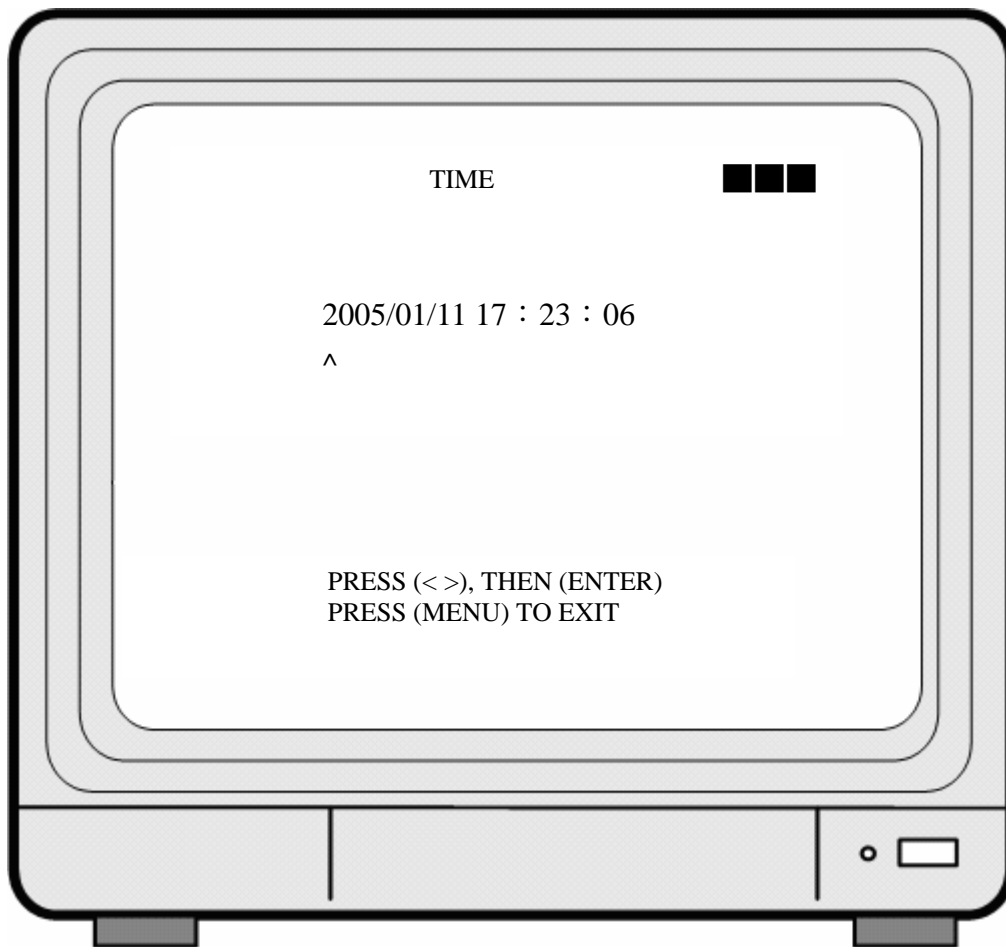 TIME
2005/01/11 17：23：06
^
PRESS (< >), THEN (ENTER)
PRESS (MENU) TO EXIT